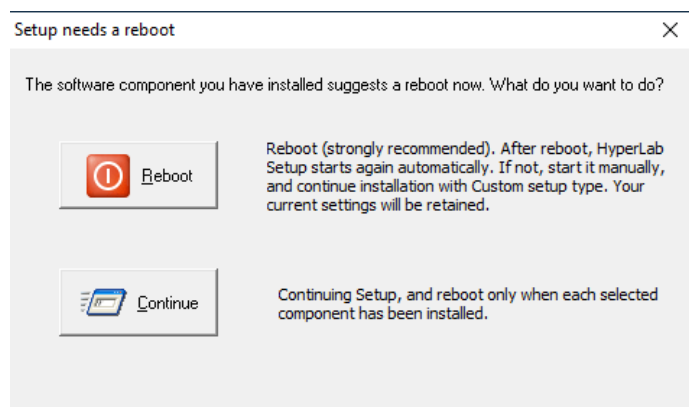 Setup needs a reboot
The software component you have installed suggests a reboot now. What do you want to do?
Reboot
Reboot (strongly recommended). After reboot, HyperLab
Setup starts again automatically. If not, start it manually,
and continue installation with Custom setup type. Your
current settings will be retained.
Continue
Continuing Setup, and reboot only when each selected
component has been installed.